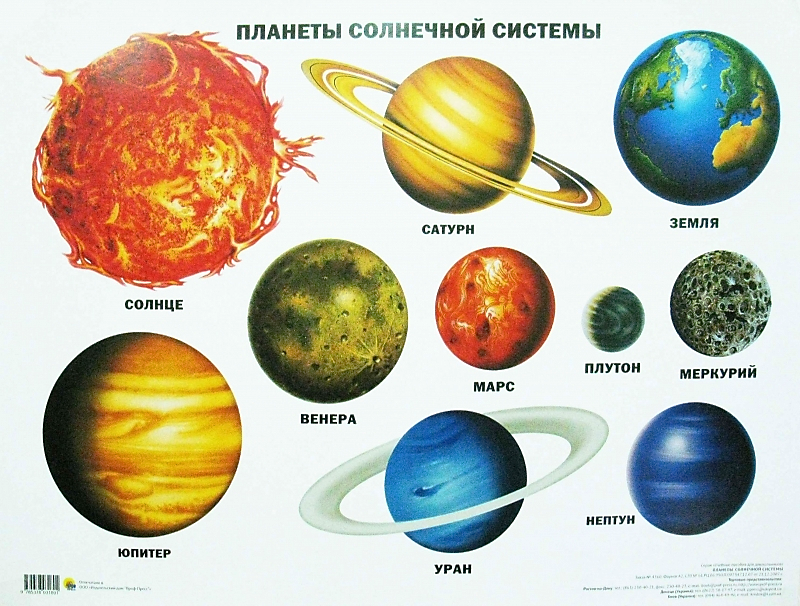 ПЛАНЕТЫ СОЛНЕЧНОЙ СИСТЕМЫ
САТУРН
ЗЕМЛЯ
СОЛНЦЕ
ПЛУТОН
МЕРКУРИЙ
МАРС
ВЕНЕРА
НЕПТУН
ЮПИТЕР
УРАН